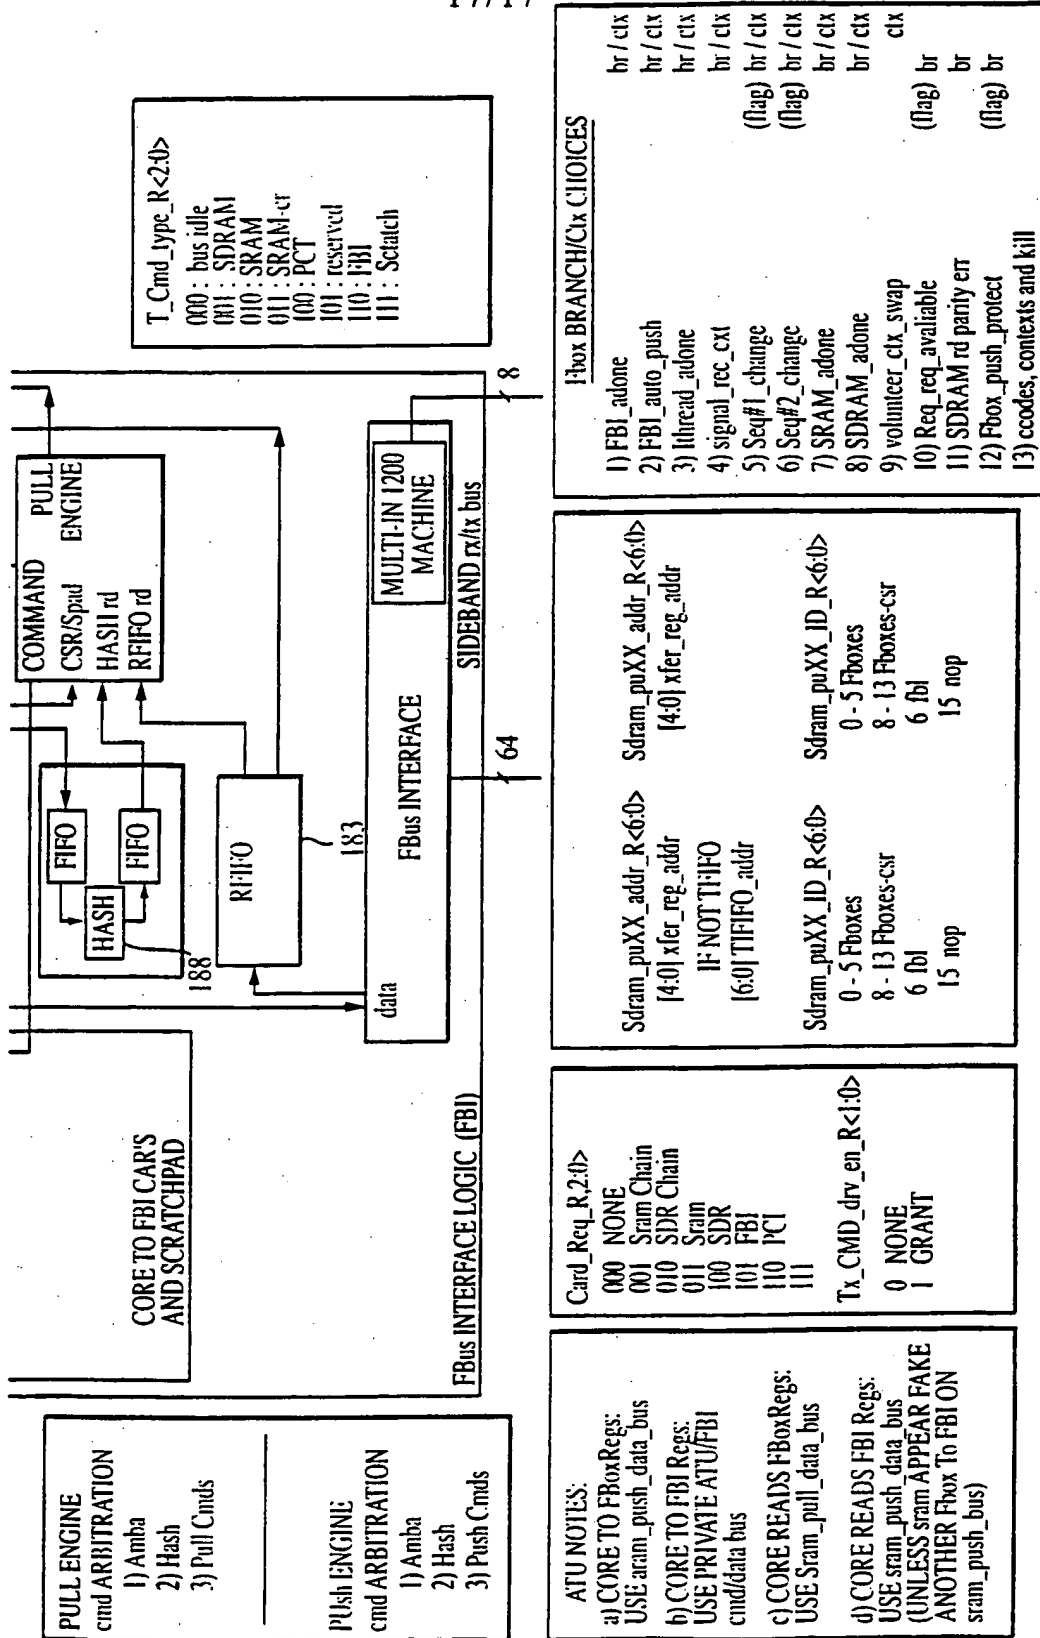 17/17
PULL ENGINE
cmd ARBITRATION
1) Amba
2) Hash
3) Pull Cmds
PUsh ENGINE
cmd ARBITRATION
1) Amba
2) Hash
3) Push Cmds
CORE TO FBI CAR'S
AND SCRATCHPAD
FBus INTERFACE LOGIC (FBI)
FIFO
HASH
FIFO
188
COMMAND
PULL
ENGINE
CSR/Spad
HASH rd
RFIFO rd
RFIFO
183
data
FBus INTERFACE
MULTI-IN 1200
MACHINE
SIDEBAND rx/tx bus
64
8
T_Cmd_type_R<2:0>
000 : bus idle
001 : SDRAM
010 : SRAM
011 : SRAM-cr
100 : PCT
101 : reserved
110 : FBI
111 : Sctatch
ATU NOTES:
a) CORE TO FBoxRegs:
USE aram_push_data_bus
b) CORE TO FBI Regs:
USE PRIVATE ATU/FBI
cmd/data bus
c) CORE READS FBoxRegs:
USE Sram_pull_data_bus
d) CORE READS FBI Regs:
USE sram_push_data_bus
(UNLESS sram APPEAR FAKE
ANOTHER Fbox To FBI ON
sram_push_bus)
Card_Req_R,2:0>
000 NONE
001 Sram Chain
010 SDR Chain
011 Sram
100 SDR
101 FBI
110 PCI
111
Tx_CMD_drv_en_R<1:0>
0 NONE
1 GRANT
Sdram_puXX_addr_R<6:0>
[4:0] xfer_reg_addr
IF NOT TFIFO
[6:0] TFIFIFO_addr
Sdram_puXX_addr_R<6:0>
[4:0] xfer_reg_addr
Sdram_puXX_ID_R<6:0>
0 - 5 Fboxes
8 - 13 Fboxes-csr
6 fbl
15 nop
Sdram_puXX_ID_R<6:0>
0 - 5 Fboxes
8 - 13 Fboxes-csr
6 fbl
15 nop
Fbox BRANCH/Ctx CHOICES
1) FBI_adone br / ctx
2) FBI_auto_push br / ctx
3) Ithread_adone br / ctx
4) signal_rec_cxt br / ctx
5) Seq#1_change (flag) br / ctx
6) Seq#2_change (flag) br / ctx
7) SRAM_adone br / ctx
8) SDRAM_adone br / ctx
9) volunteer_ctx_swap ctx
10) Req_req_avaliable (flag) br
11) SDRAM rd parity err br
12) Fbox_push_protect (flag) br
13) ccodes, contexts and kill